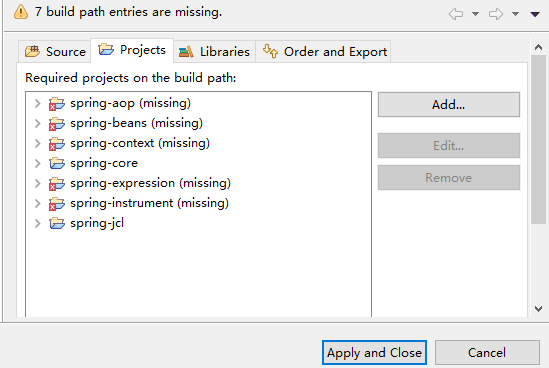 7 build path entries are missing.
Source Projects Libraries Order and Export
Required projects on the build path:
spring-aop (missing)
Add...
spring-beans (missing)
spring-context (missing)
Edit...
spring-core
Remove
spring-expression (missing)
spring-instrument (missing)
spring-jcl
Apply and Close Cancel